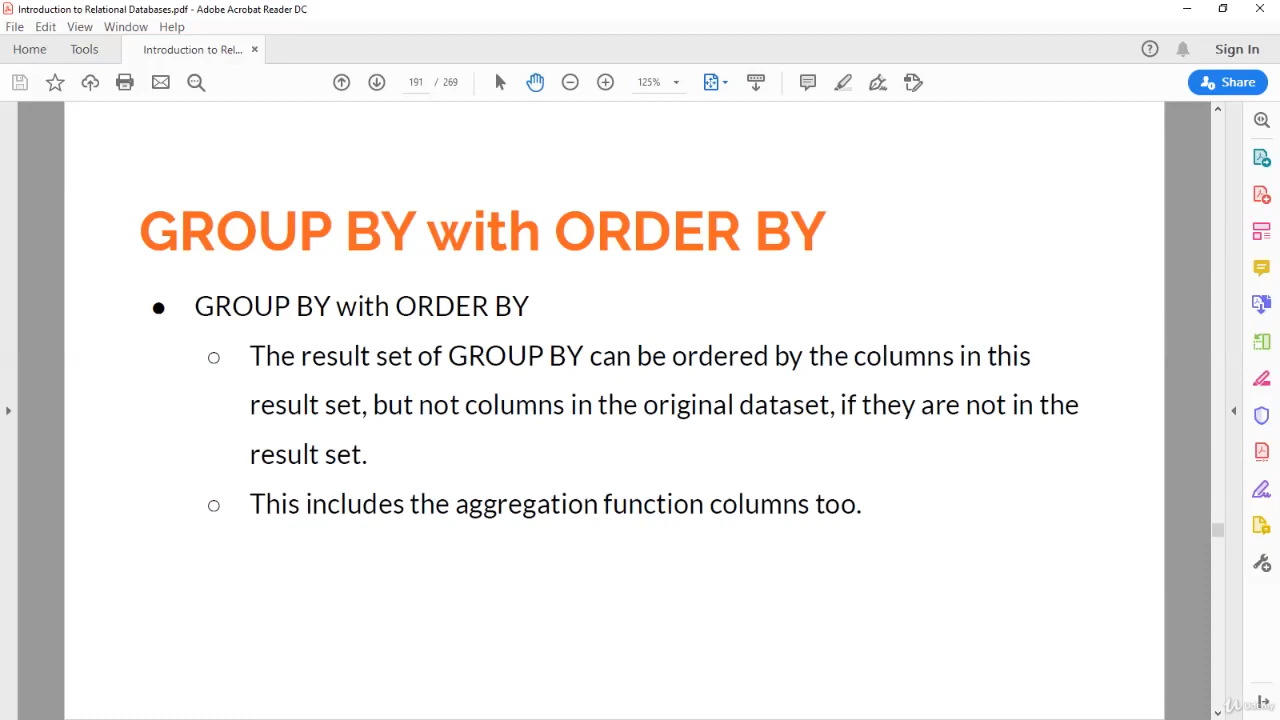 Introduction to Relational Databases.pdf - Adobe Acrobat Reader DC
File Edit View Window Help
Home Tools Introduction to Rel... ×
Sign In
191 / 269
125%
Share
GROUP BY with ORDER BY
● GROUP BY with ORDER BY
○ The result set of GROUP BY can be ordered by the columns in this
result set, but not columns in the original dataset, if they are not in the
result set.
○ This includes the aggregation function columns too.
Udemy